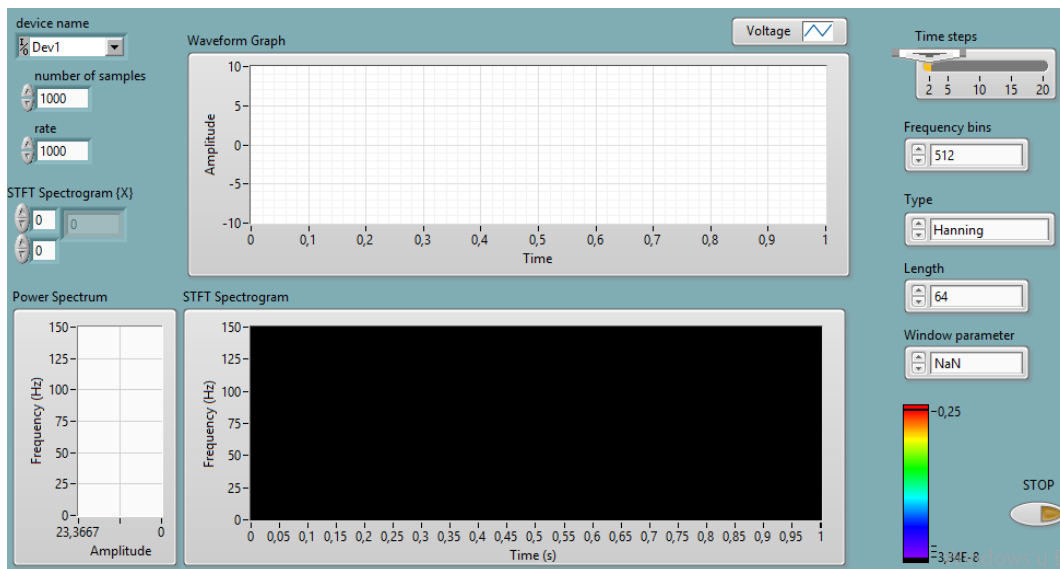 device name
Dev1
number of samples
1000
rate
1000
STFT Spectrogram {X}
0
0
0
Waveform Graph
Voltage
Amplitude
10
5
0
-5
-10
0 0,1 0,2 0,3 0,4 0,5 0,6 0,7 0,8 0,9 1
Time
Time steps
2 5 10 15 20
Frequency bins
512
Type
Hanning
Length
64
Window parameter
NaN
Power Spectrum
Frequency (Hz)
150
125
100
75
50
25
0
23,3667 0
Amplitude
STFT Spectrogram
Frequency (Hz)
150
125
100
75
50
25
0
0 0,05 0,1 0,15 0,2 0,25 0,3 0,35 0,4 0,45 0,5 0,55 0,6 0,65 0,7 0,75 0,8 0,85 0,9 0,95 1
Time (s)
-0,25
3,34E-8
STOP